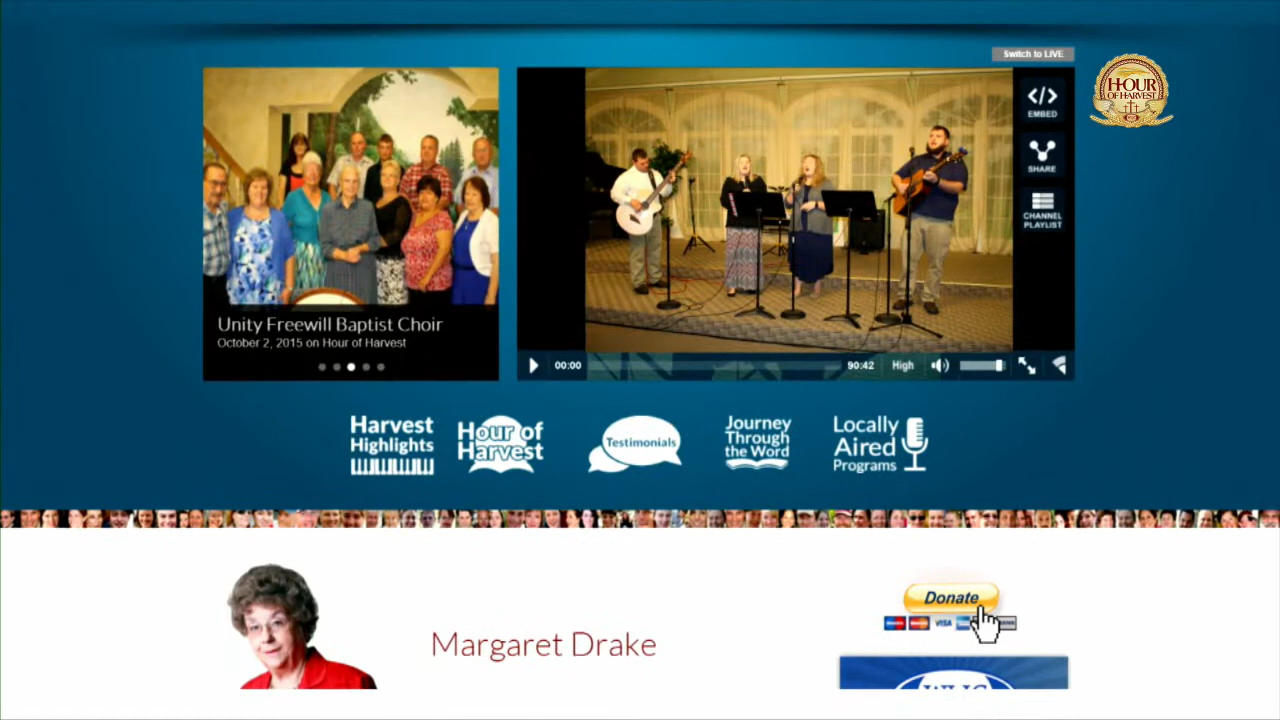 Switch to LIVE
HOUR
OF HARVEST
</>
EMBED
SHARE
CHANNEL
PLAYLIST
Unity Freewill Baptist Choir
October 2, 2015 on Hour of Harvest
00:00
90:42
High
Harvest
Highlights
Hour of
Harvest
Testimonials
Journey
Through
the Word
Locally
Aired
Programs
Margaret Drake
Donate
VISA